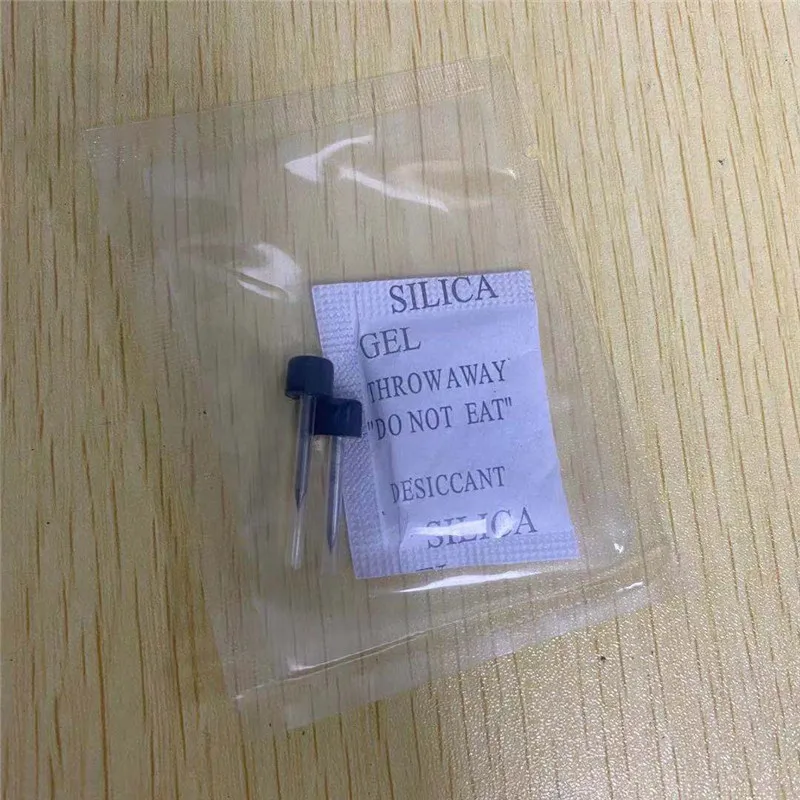 SILICA
GEL
THROWAWAY
"DO NOT EAT"
DESICCANT
SILICA